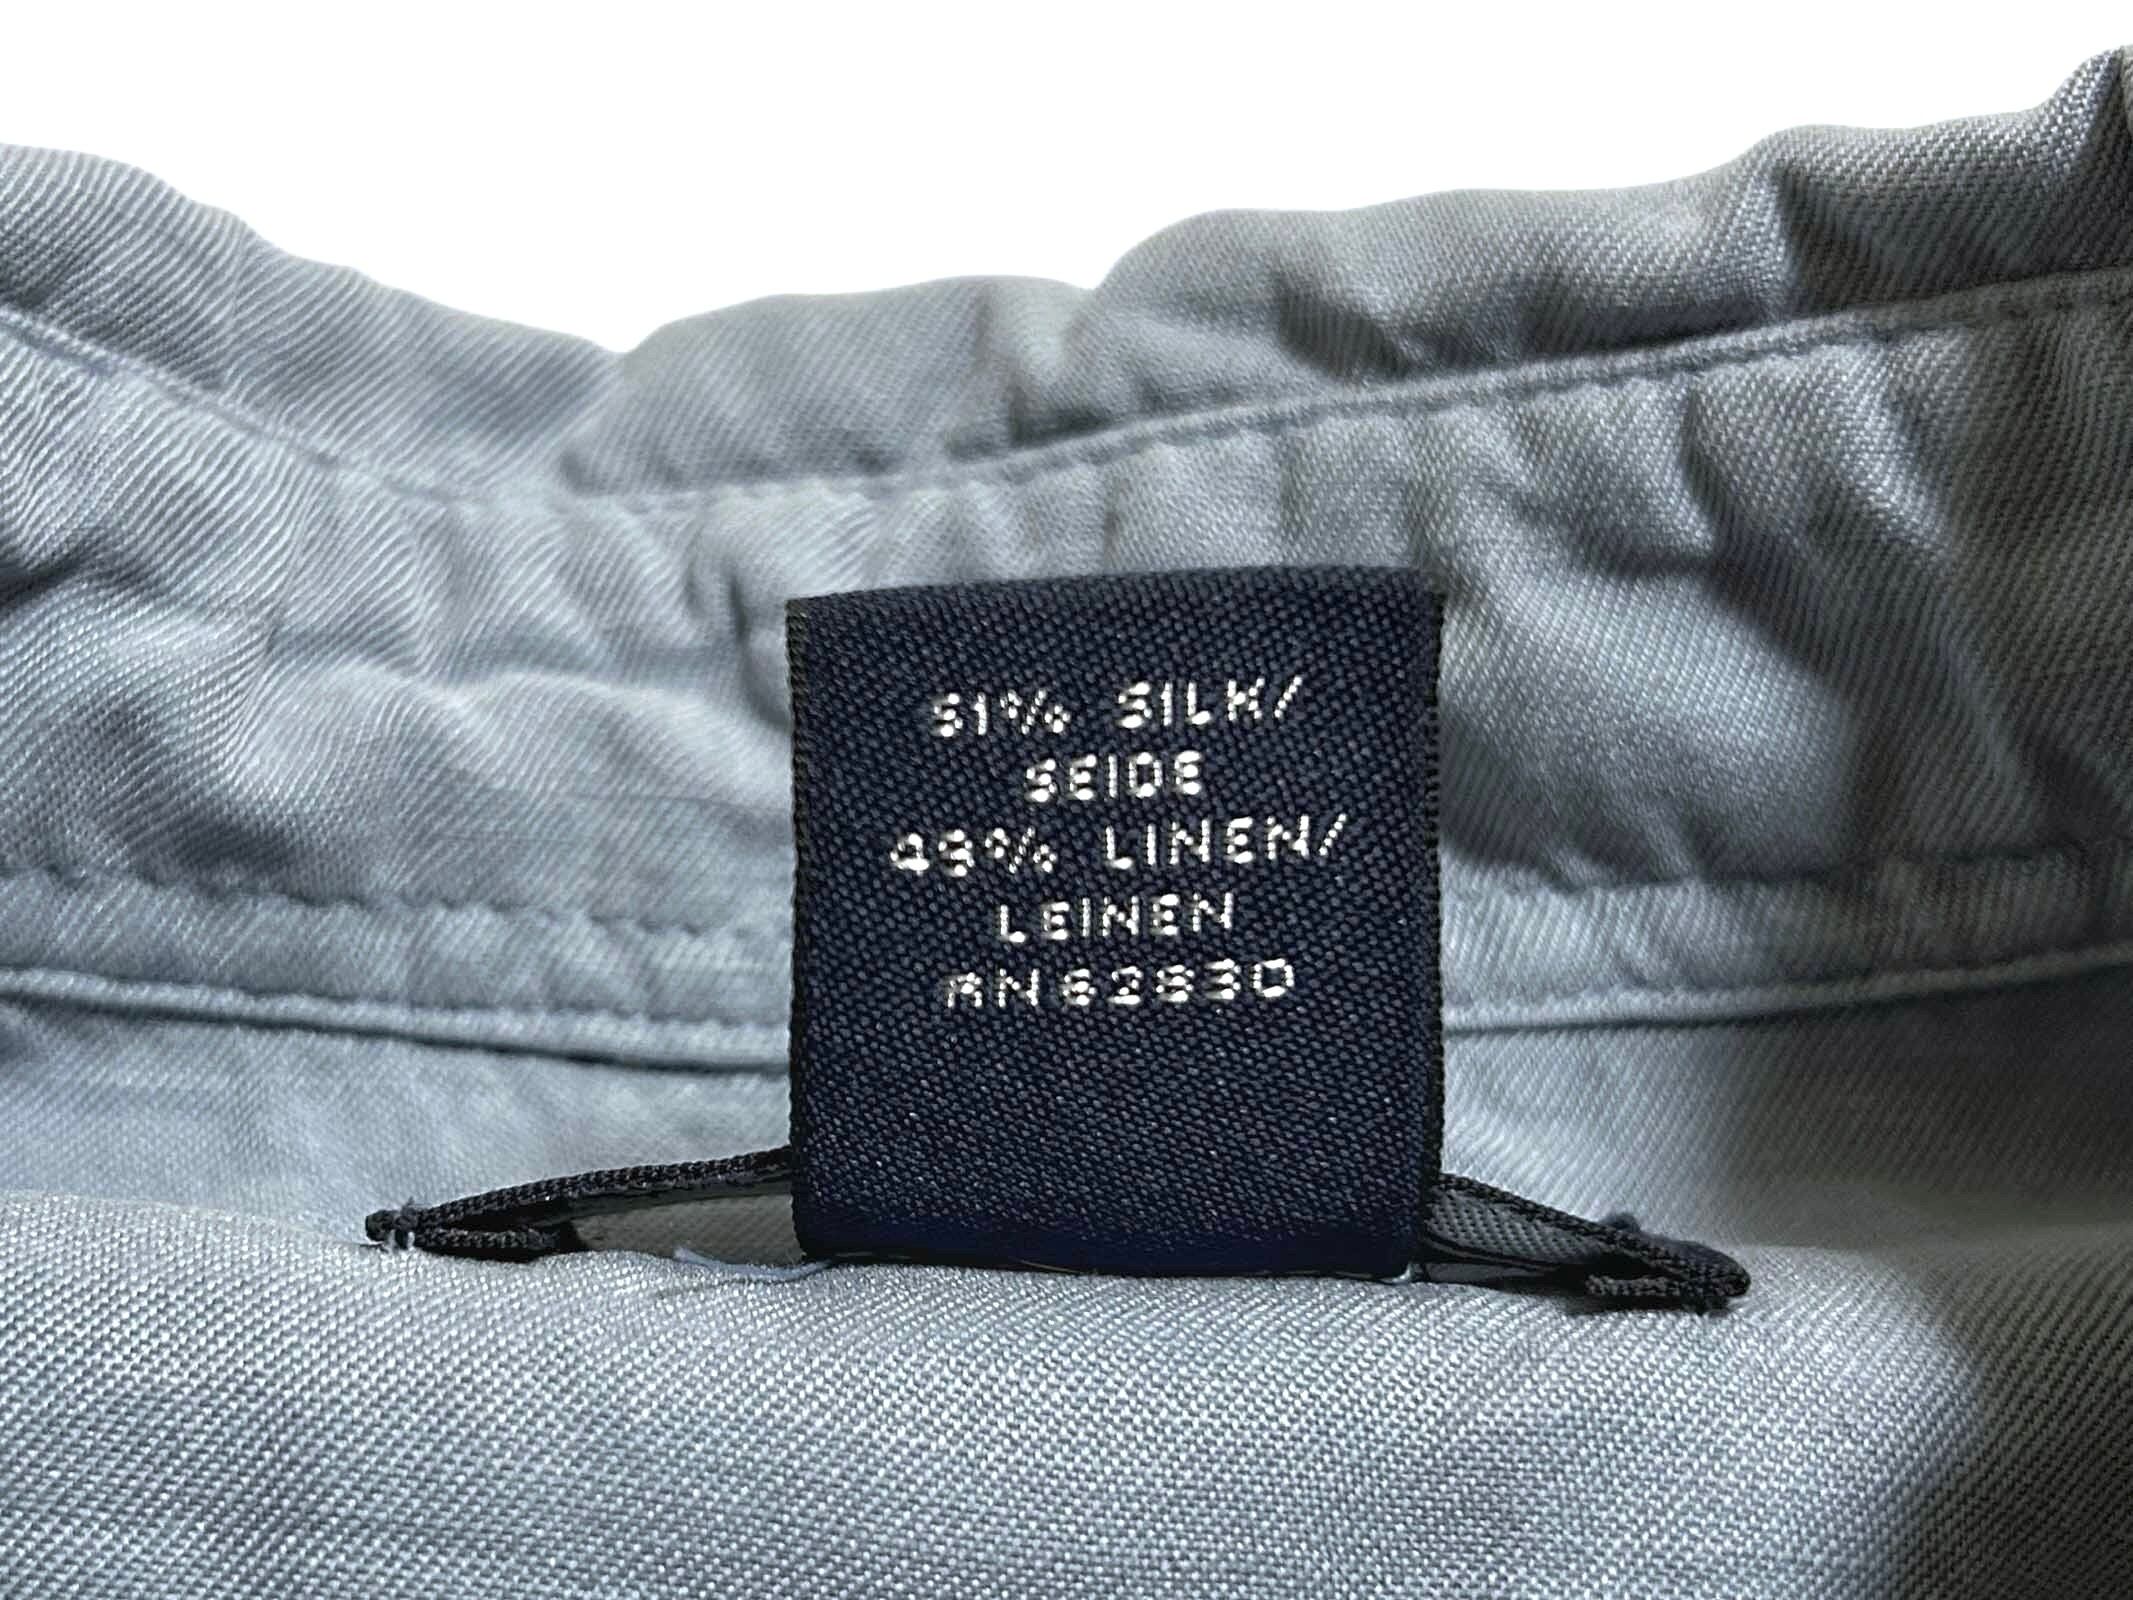 51% SILK/
SEIDE
49% LINEN/
LEINEN
RN62830